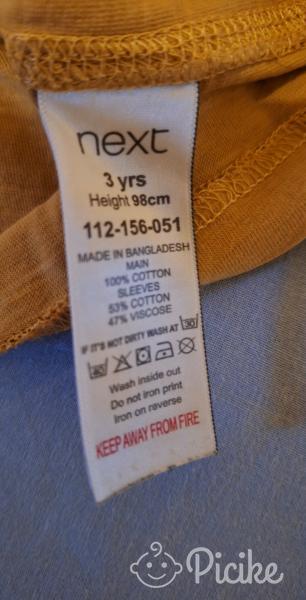 next
3 yrs
Height 98cm
112-156-051
MADE IN BANGLADESH
MAIN
100% COTTON
SLEEVES
53% COTTON
47% VISCOSE
IF IT'S NOT DIRTY WASH AT 30
40
Wash inside out
Do not iron print
Iron on reverse
KEEP AWAY FROM FIRE
Picike